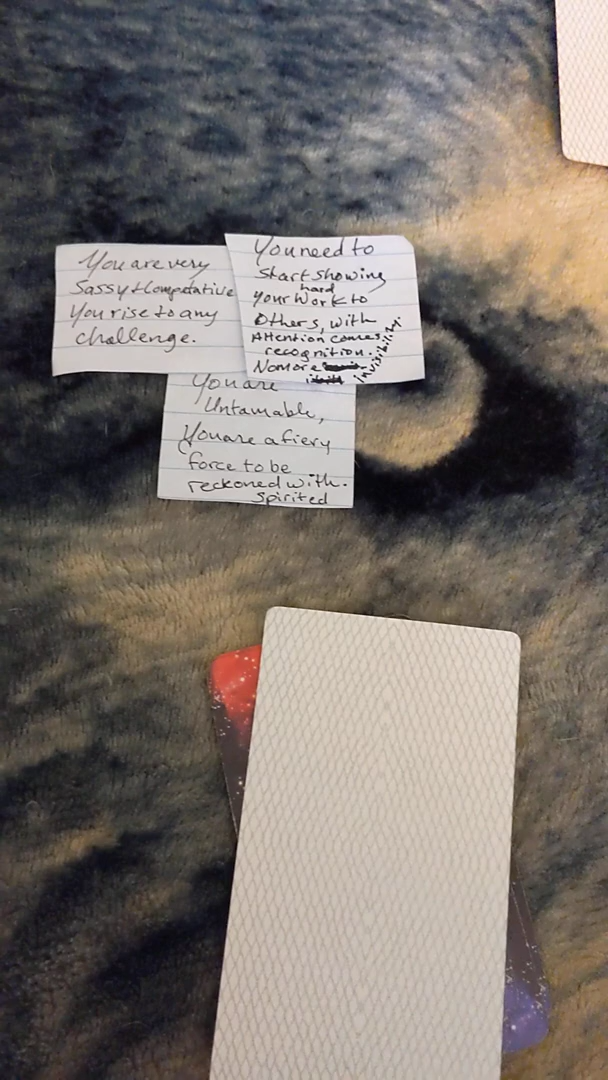 You are very
Sassy + Competative
You rise to any
challenge.
You need to
start showing
hard
your work to
others, with
Attention comes
recognition.
No more
invisibility.
You are
Untamable,
You are a fiery
force to be
reckoned with.
spirited